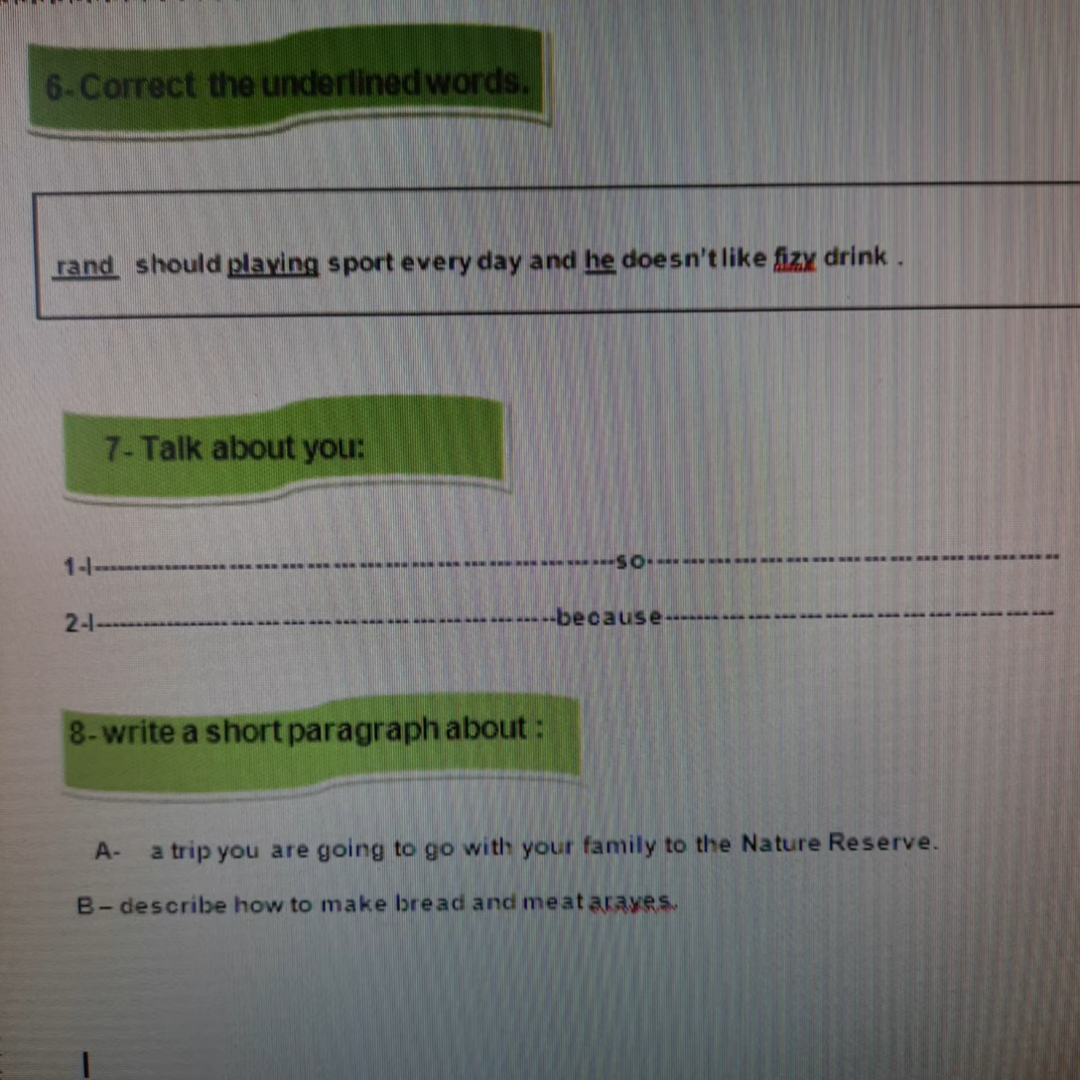 6- Correct the underlined words.
rand should playing sport every day and he doesn't like fizy drink .
7- Talk about you:
1-I---------------------------------------------so-----------------------------------
2-I----------------------------------------because---------------------------------
8- write a short paragraph about :
A- a trip you are going to go with your family to the Nature Reserve.
B – describe how to make bread and meat arayes.